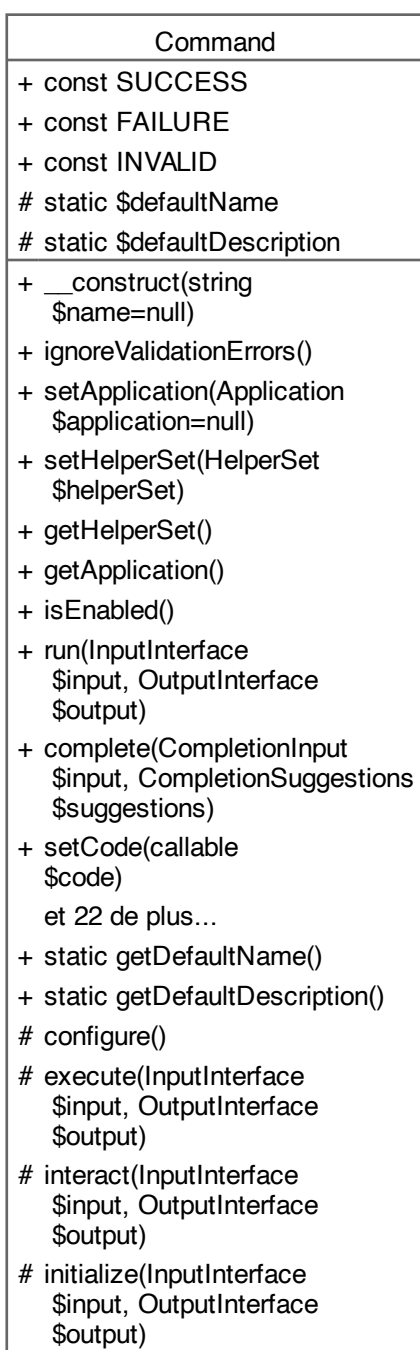 Command
+ const SUCCESS
+ const FAILURE
+ const INVALID
# static $defaultName
# static $defaultDescription
+ __construct(string
$name=null)
+ ignoreValidationErrors()
+ setApplication(Application
$application=null)
+ setHelperSet(HelperSet
$helperSet)
+ getHelperSet()
+ getApplication()
+ isEnabled()
+ run(InputInterface
$input, OutputInterface
$output)
+ complete(CompletionInput
$input, CompletionSuggestions
$suggestions)
+ setCode(callable
$code)
et 22 de plus...
+ static getDefaultName()
+ static getDefaultDescription()
# configure()
# execute(InputInterface
$input, OutputInterface
$output)
# interact(InputInterface
$input, OutputInterface
$output)
# initialize(InputInterface
$input, OutputInterface
$output)